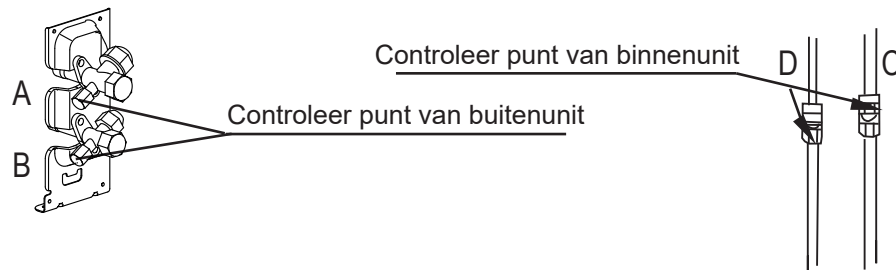 Controleer punt van binnenunit
D
C
A
Controleer punt van buitenunit
B